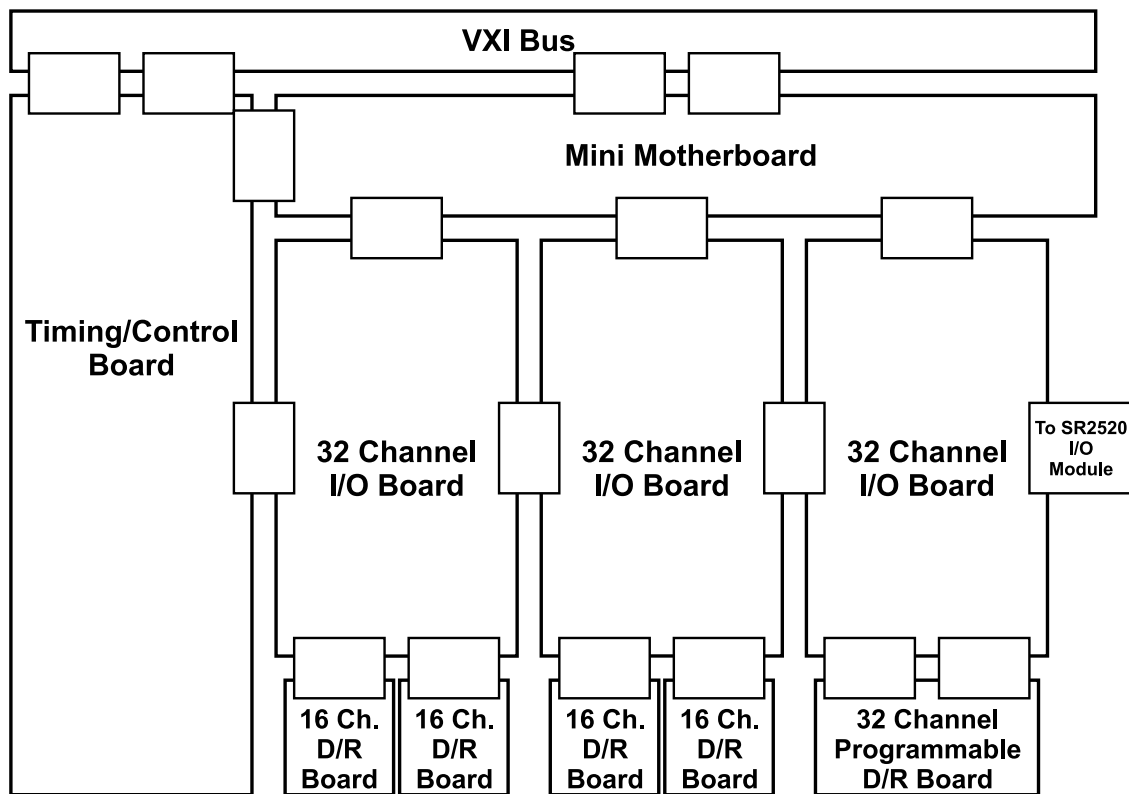 VXI Bus
Mini Motherboard
Timing/Control
Board
32 Channel
I/O Board
32 Channel
I/O Board
32 Channel
I/O Board
To SR2520
I/O
Module
16 Ch.
D/R
Board
16 Ch.
D/R
Board
16 Ch.
D/R
Board
16 Ch.
D/R
Board
32 Channel
Programmable
D/R Board